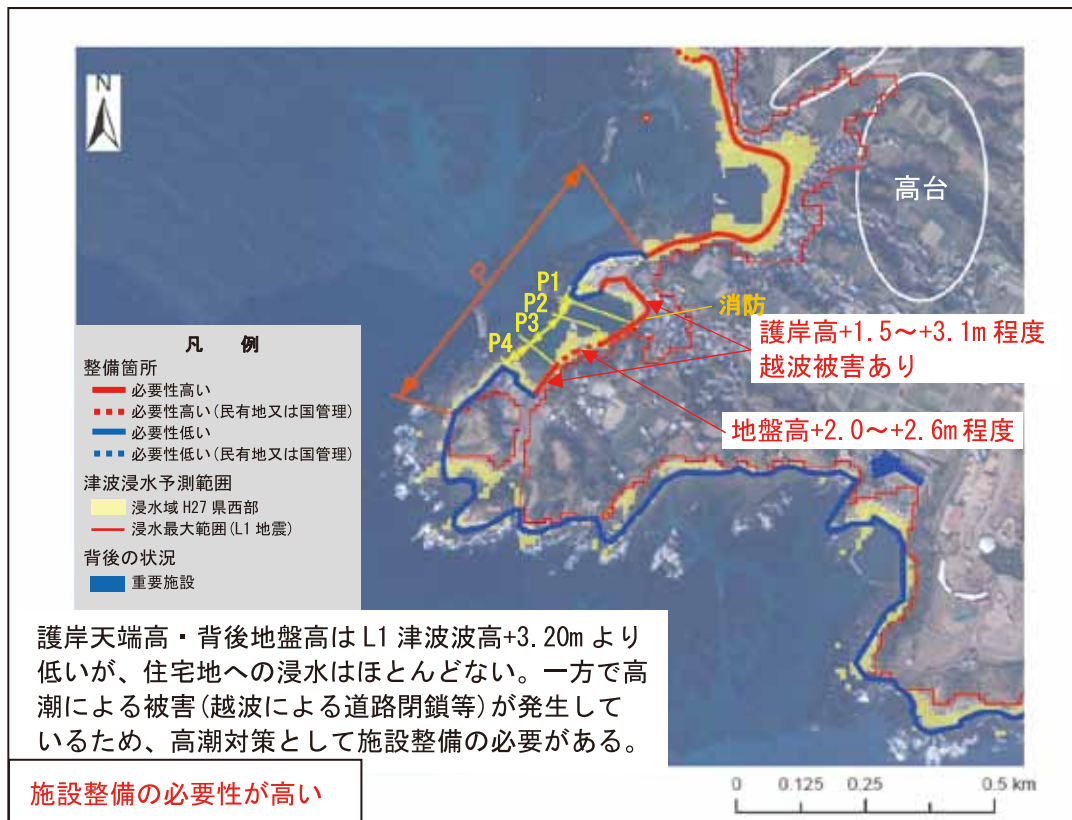 N
高台
P
P1
P2
P3
P4
消防
護岸高+1.5～+3.1m 程度
越波被害あり
地盤高+2.0～+2.6m 程度
凡　例
整備箇所
必要性高い
必要性高い(民有地又は国管理)
必要性低い
必要性低い(民有地又は国管理)
津波浸水予測範囲
浸水域 H27 県西部
浸水最大範囲(L1 地震)
背後の状況
重要施設
護岸天端高・背後地盤高は L1 津波波高+3.20m より
低いが、住宅地への浸水はほとんどない。一方で高
潮による被害(越波による道路閉鎖等)が発生して
いるため、高潮対策として施設整備の必要がある。
施設整備の必要性が高い
0 0.125 0.25 0.5 km